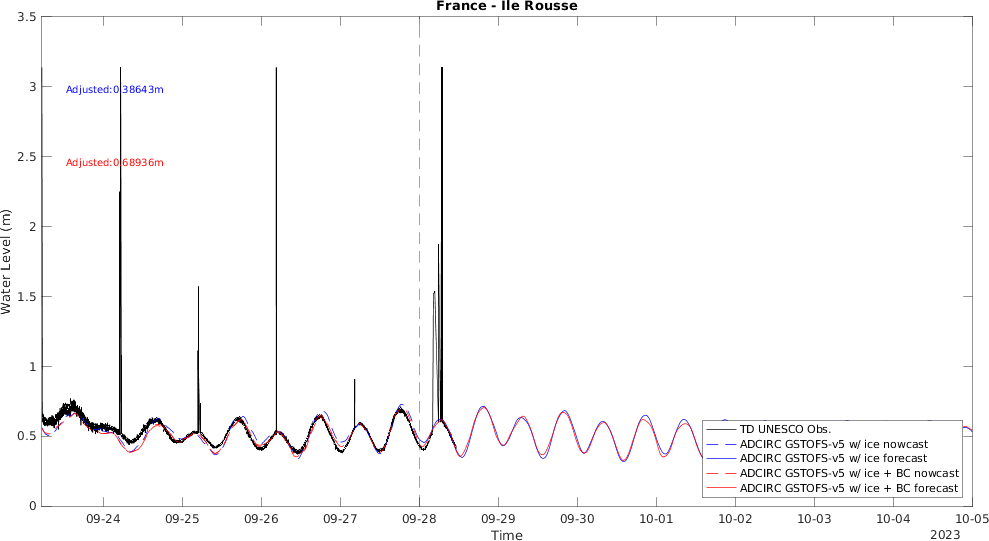 France - Ile Rousse
3.5
3
2.5
2
1.5
1
0.5
0
Water Level (m)
Adjusted:0.38643m
Adjusted:0.68936m
TD UNESCO Obs.
ADCIRC GSTOFS-v5 w/ ice nowcast
ADCIRC GSTOFS-v5 w/ ice forecast
ADCIRC GSTOFS-v5 w/ ice + BC nowcast
ADCIRC GSTOFS-v5 w/ ice + BC forecast
09-24 09-25 09-26 09-27 09-28 09-29 09-30 10-01 10-02 10-03 10-04 10-05
Time
2023